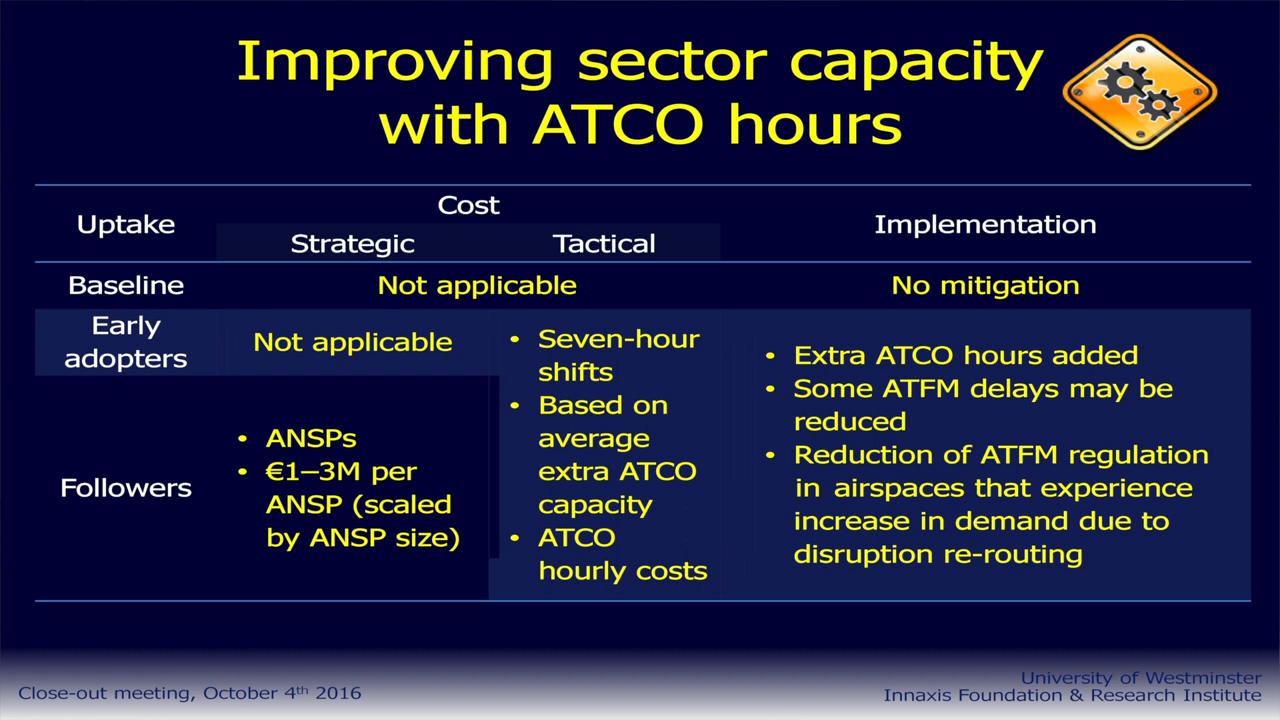 Improving sector capacity
with ATCO hours
Uptake
Cost
Strategic
Tactical
Implementation
Baseline
Not applicable
No mitigation
Early
adopters
Not applicable
• Seven-hour
shifts
• Based on
average
extra ATCO
capacity
• ATCO
hourly costs
• Extra ATCO hours added
• Some ATFM delays may be
reduced
• Reduction of ATFM regulation
in airspaces that experience
increase in demand due to
disruption re-routing
Followers
• ANSPs
• €1–3M per
ANSP (scaled
by ANSP size)
Close-out meeting, October 4th 2016
University of Westminster
Innaxis Foundation & Research Institute